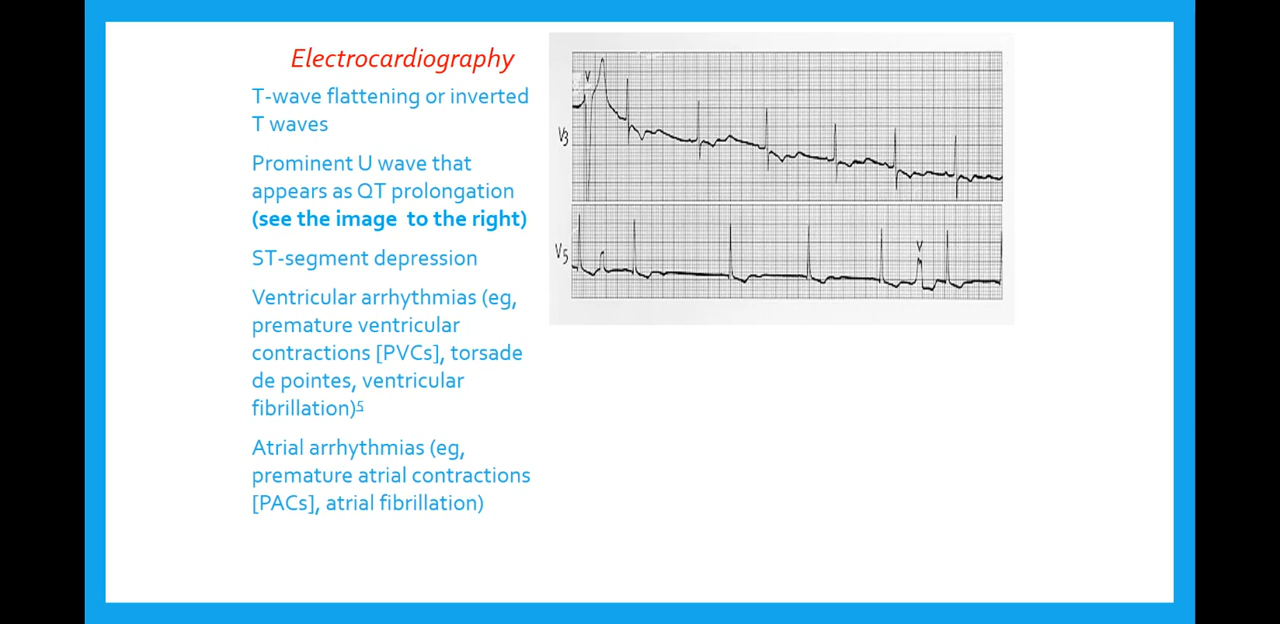 Electrocardiography
T-wave flattening or inverted
T waves
Prominent U wave that
appears as QT prolongation
(see the image to the right)
ST-segment depression
Ventricular arrhythmias (eg,
premature ventricular
contractions [PVCs], torsade
de pointes, ventricular
fibrillation)5
Atrial arrhythmias (eg,
premature atrial contractions
[PACs], atrial fibrillation)
V
V3
V5
V